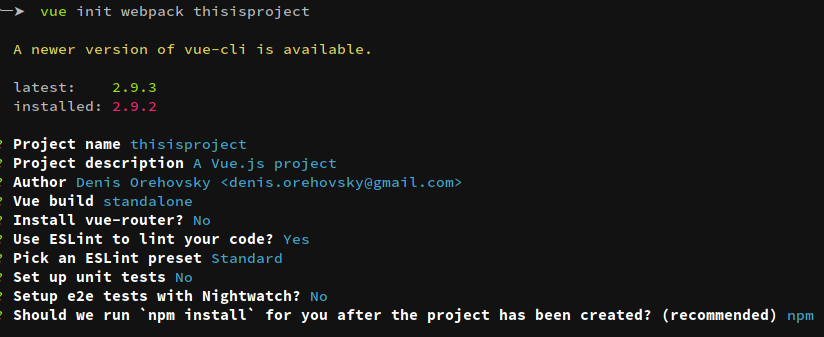 ─➤ vue init webpack thisisproject
A newer version of vue-cli is available.
latest: 2.9.3
installed: 2.9.2
? Project name thisisproject
? Project description A Vue.js project
? Author Denis Orehovsky <denis.orehovsky@gmail.com>
? Vue build standalone
? Install vue-router? No
? Use ESLint to lint your code? Yes
? Pick an ESLint preset Standard
? Set up unit tests No
? Setup e2e tests with Nightwatch? No
? Should we run `npm install` for you after the project has been created? (recommended) npm